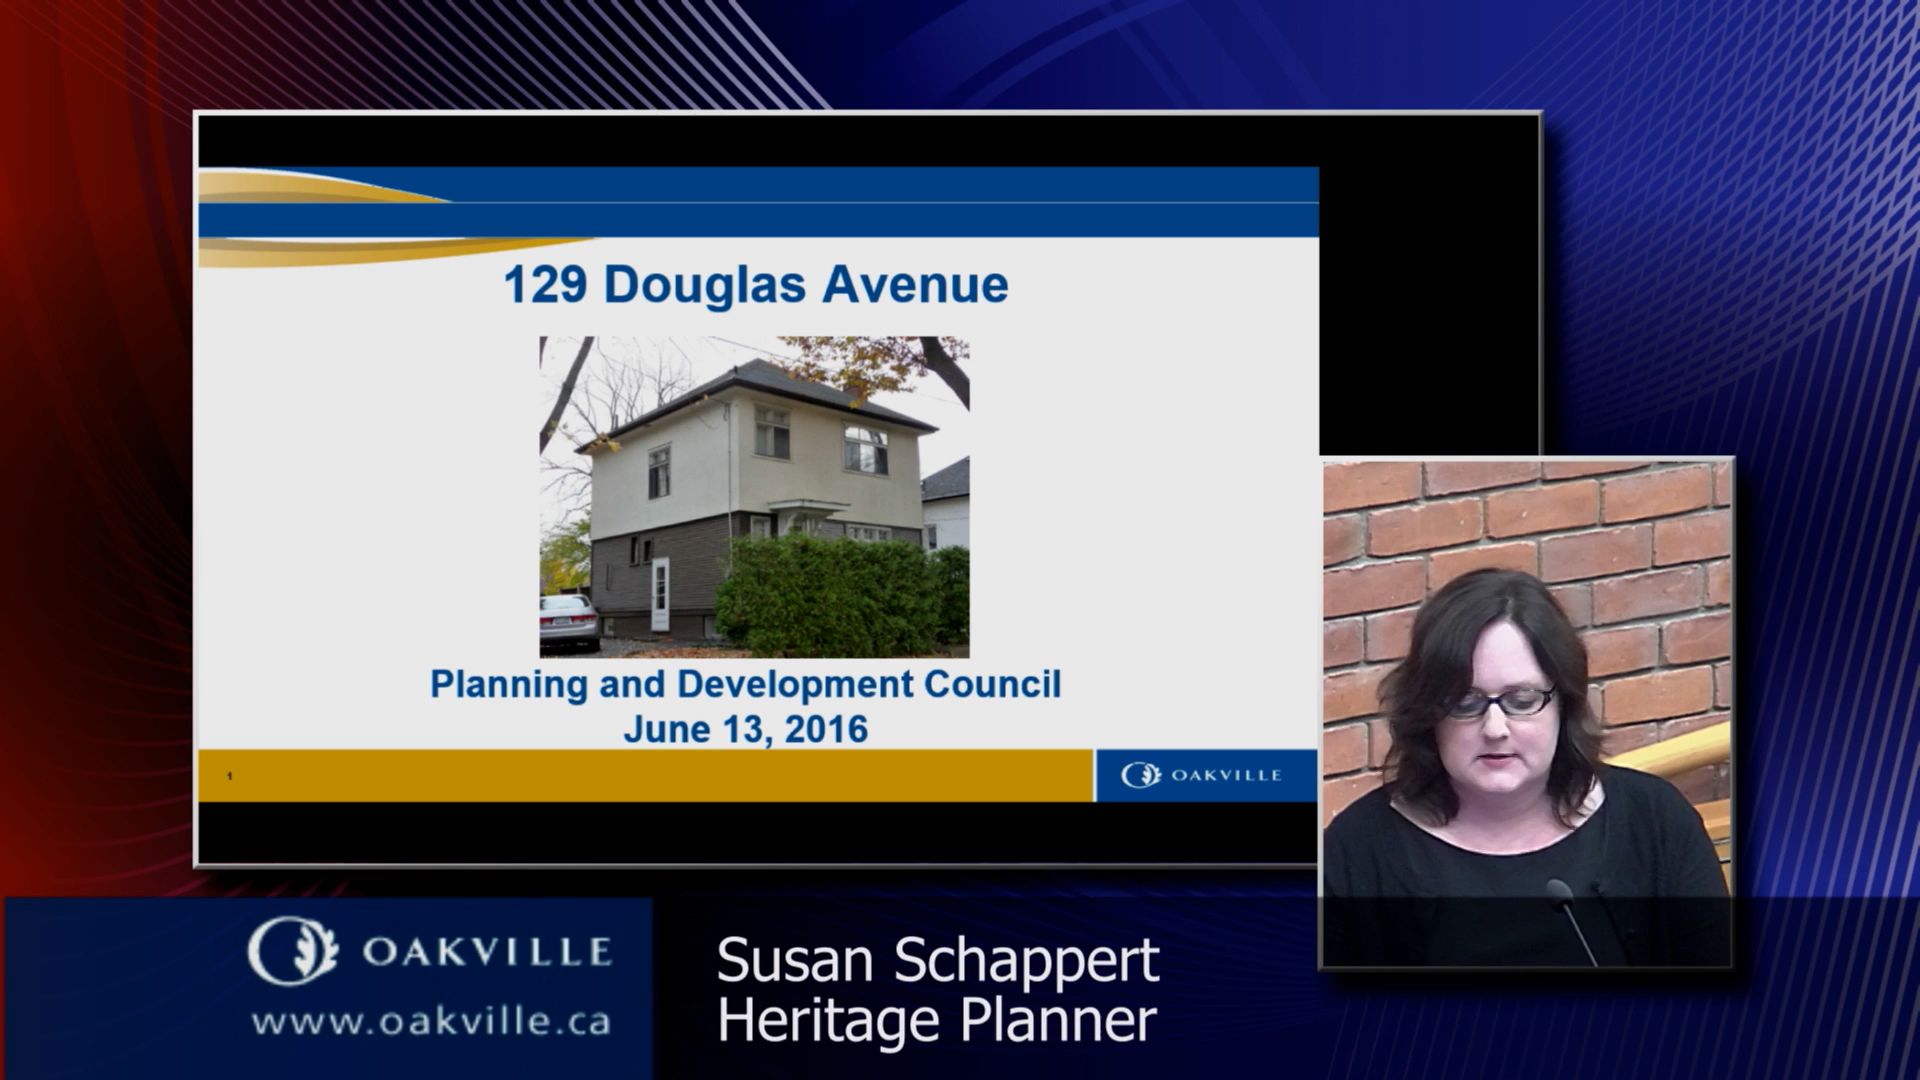 129 Douglas Avenue
Planning and Development Council
June 13, 2016
1
OAKVILLE
OAKVILLE
www.oakville.ca
Susan Schappert
Heritage Planner